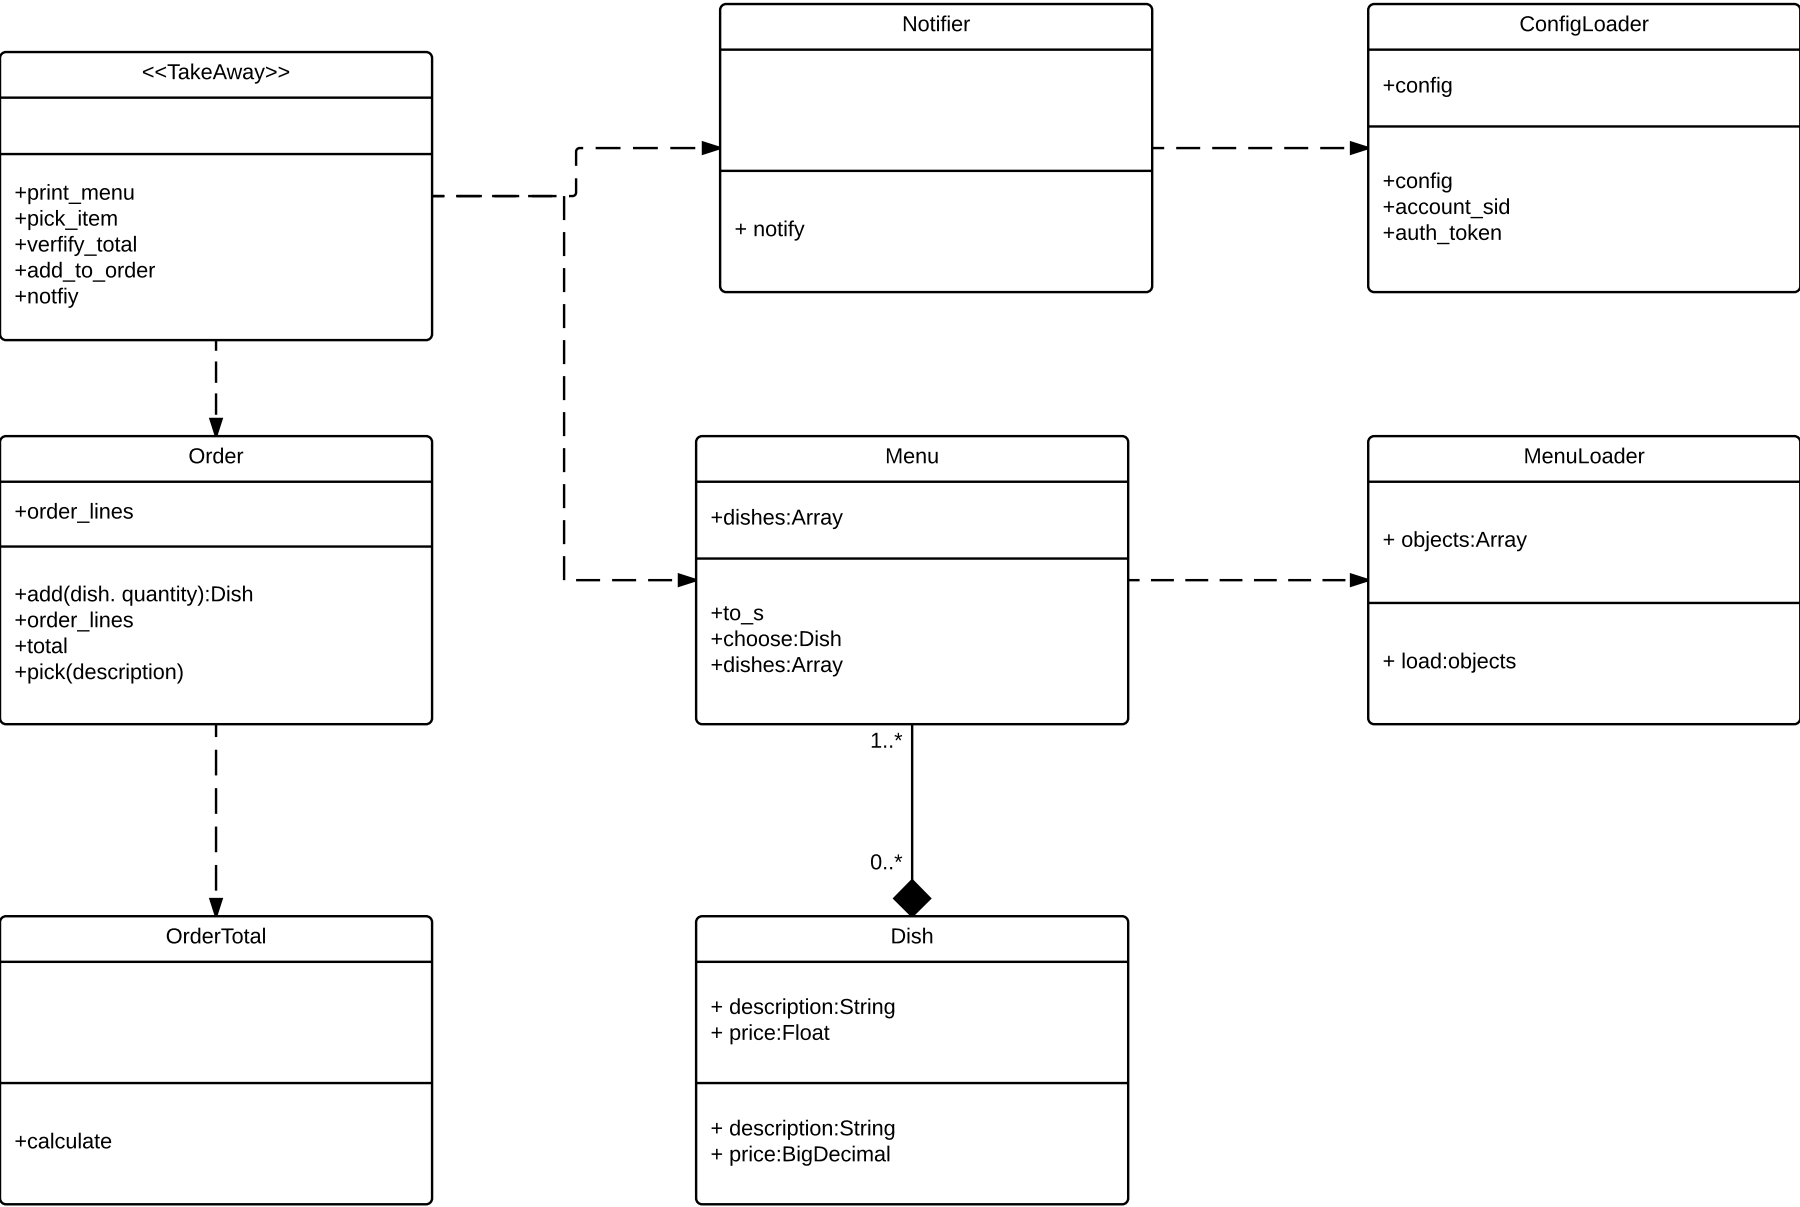 <<TakeAway>>
+print_menu
+pick_item
+verfify_total
+add_to_order
+notfiy
Notifier
+ notify
ConfigLoader
+config
+config
+account_sid
+auth_token
Order
+order_lines
+add(dish. quantity):Dish
+order_lines
+total
+pick(description)
Menu
+dishes:Array
+to_s
+choose:Dish
+dishes:Array
MenuLoader
+ objects:Array
+ load:objects
1..*
0..*
OrderTotal
+calculate
Dish
+ description:String
+ price:Float
+ description:String
+ price:BigDecimal